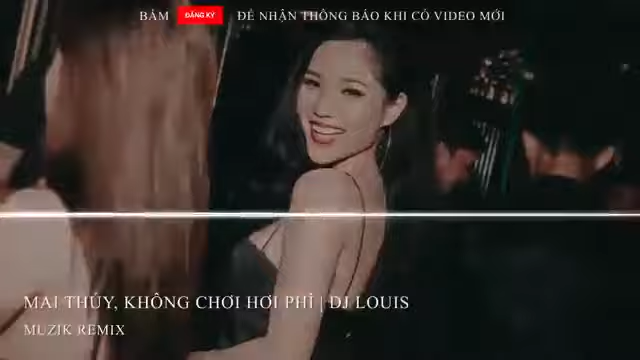 BẤM ĐĂNG KÝ ĐỂ NHẬN THÔNG BÁO KHI CÓ VIDEO MỚI
MAI THÚY, KHÔNG CHƠI HƠI PHÍ | DJ LOUIS
MUZIK REMIX